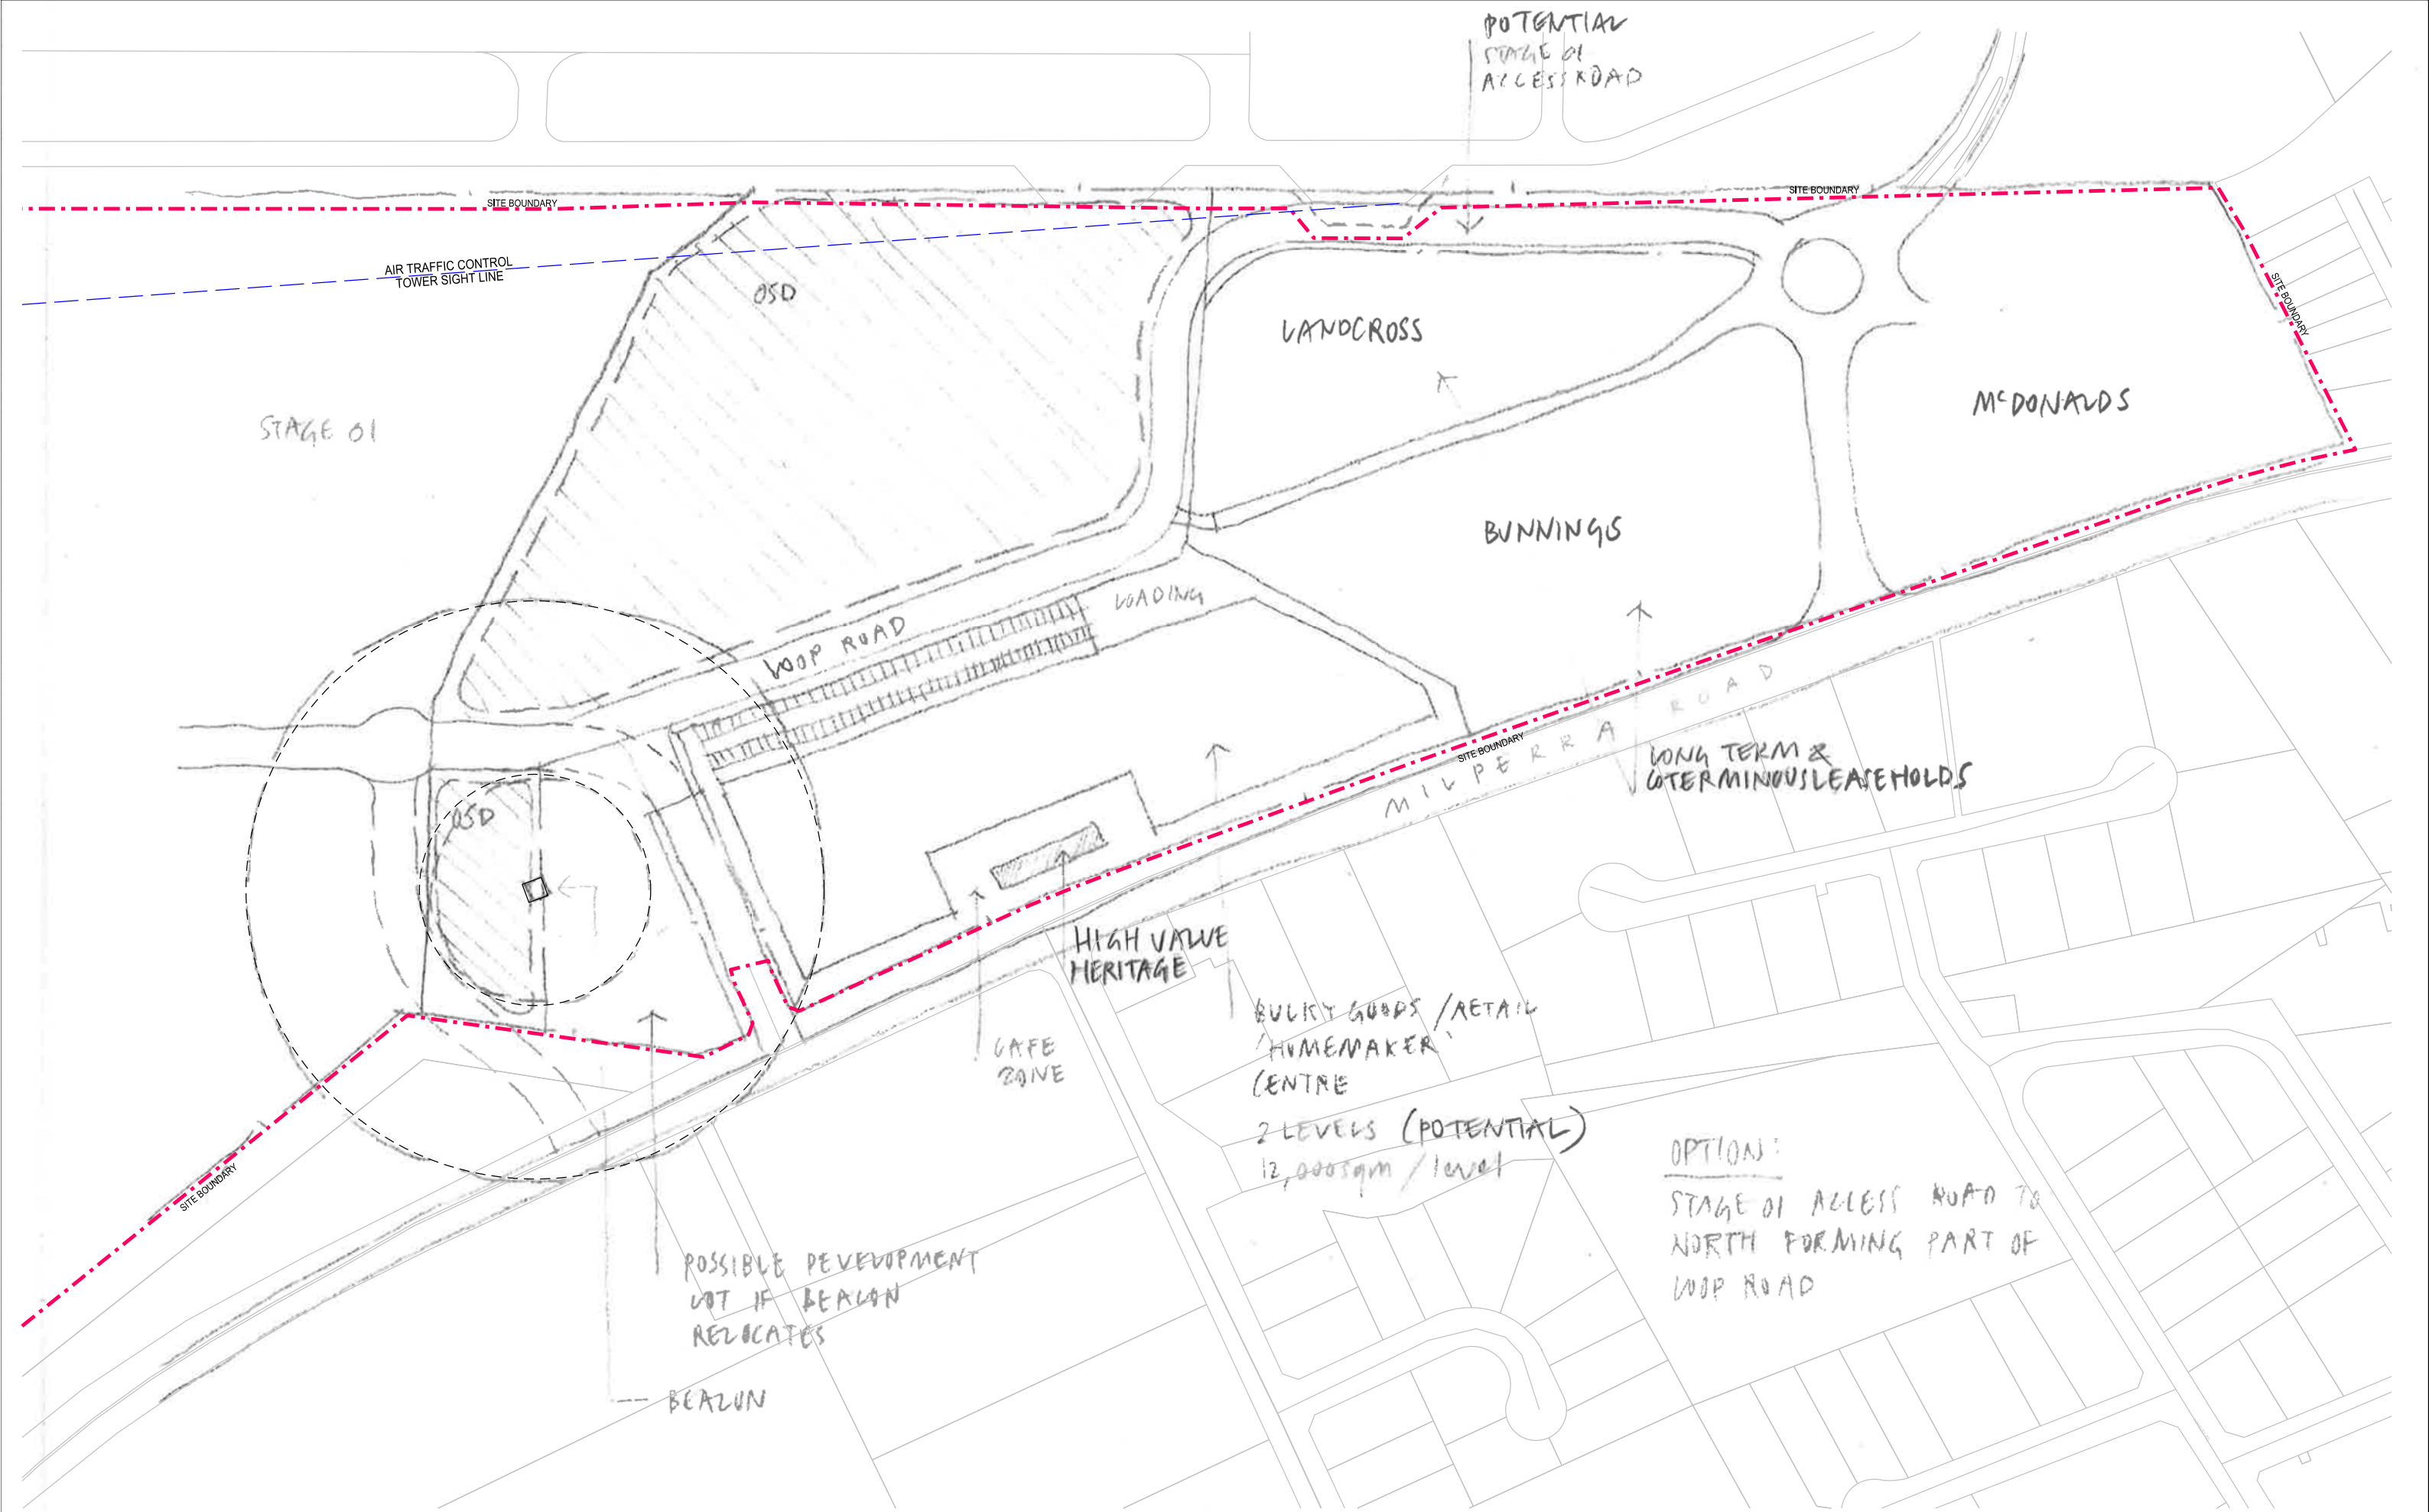 POTENTIAL
STAGE 01
ACCESS ROAD
SITE BOUNDARY
SITE BOUNDARY
AIR TRAFFIC CONTROL
TOWER SIGHT LINE
OSD
SITE BOUNDARY
LANDCROSS
McDONALDS
STAGE 01
BUNNINGS
LOADING
LOOP ROAD
MILPERRA ROAD
SITE BOUNDARY
LONG TERM &
COTERMINOUS LEASEHOLDS
OSD
HIGH VALUE
HERITAGE
CAFE
ZONE
BULKY GOODS / RETAIL
'HOMEMAKER'
CENTRE
2 LEVELS (POTENTIAL)
12,000sqm / level
OPTION:
STAGE 01 ACCESS ROAD TO
NORTH FORMING PART OF
LOOP ROAD
SITE BOUNDARY
POSSIBLE DEVELOPMENT
LOT IF BEACON
RELOCATES
BEACON